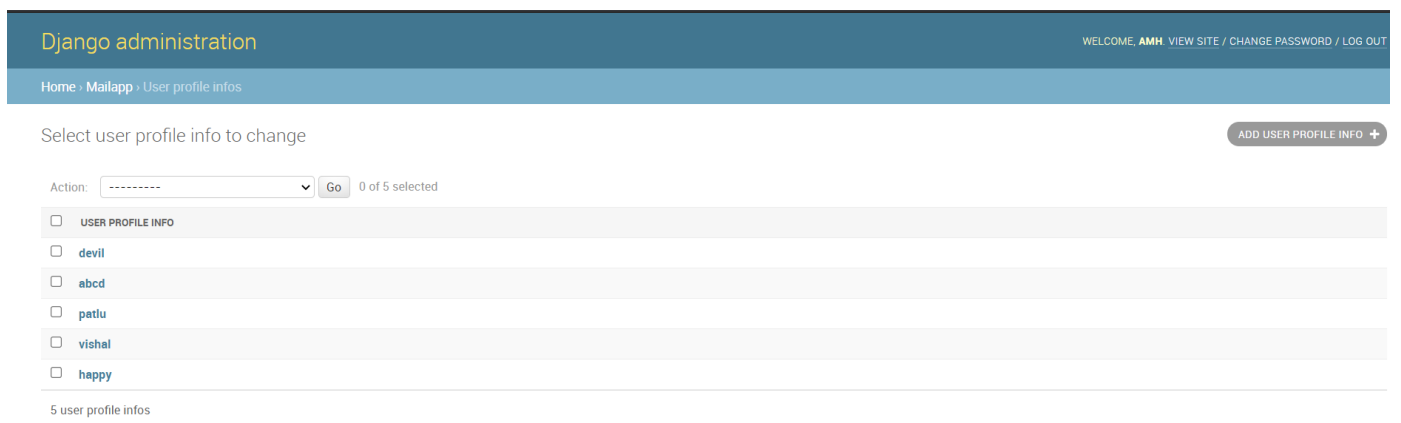 Django administration
WELCOME, AMH. VIEW SITE / CHANGE PASSWORD / LOG OUT
Home › Mailapp › User profile infos
Select user profile info to change
ADD USER PROFILE INFO +
Action: --------- Go 0 of 5 selected
USER PROFILE INFO
devil
abcd
patlu
vishal
happy
5 user profile infos